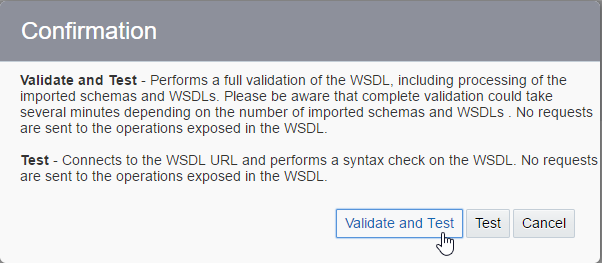 Confirmation
Validate and Test - Performs a full validation of the WSDL, including processing of the
imported schemas and WSDLs. Please be aware that complete validation could take
several minutes depending on the number of imported schemas and WSDLs . No requests
are sent to the operations exposed in the WSDL.
Test - Connects to the WSDL URL and performs a syntax check on the WSDL. No requests
are sent to the operations exposed in the WSDL.
Validate and Test Test Cancel